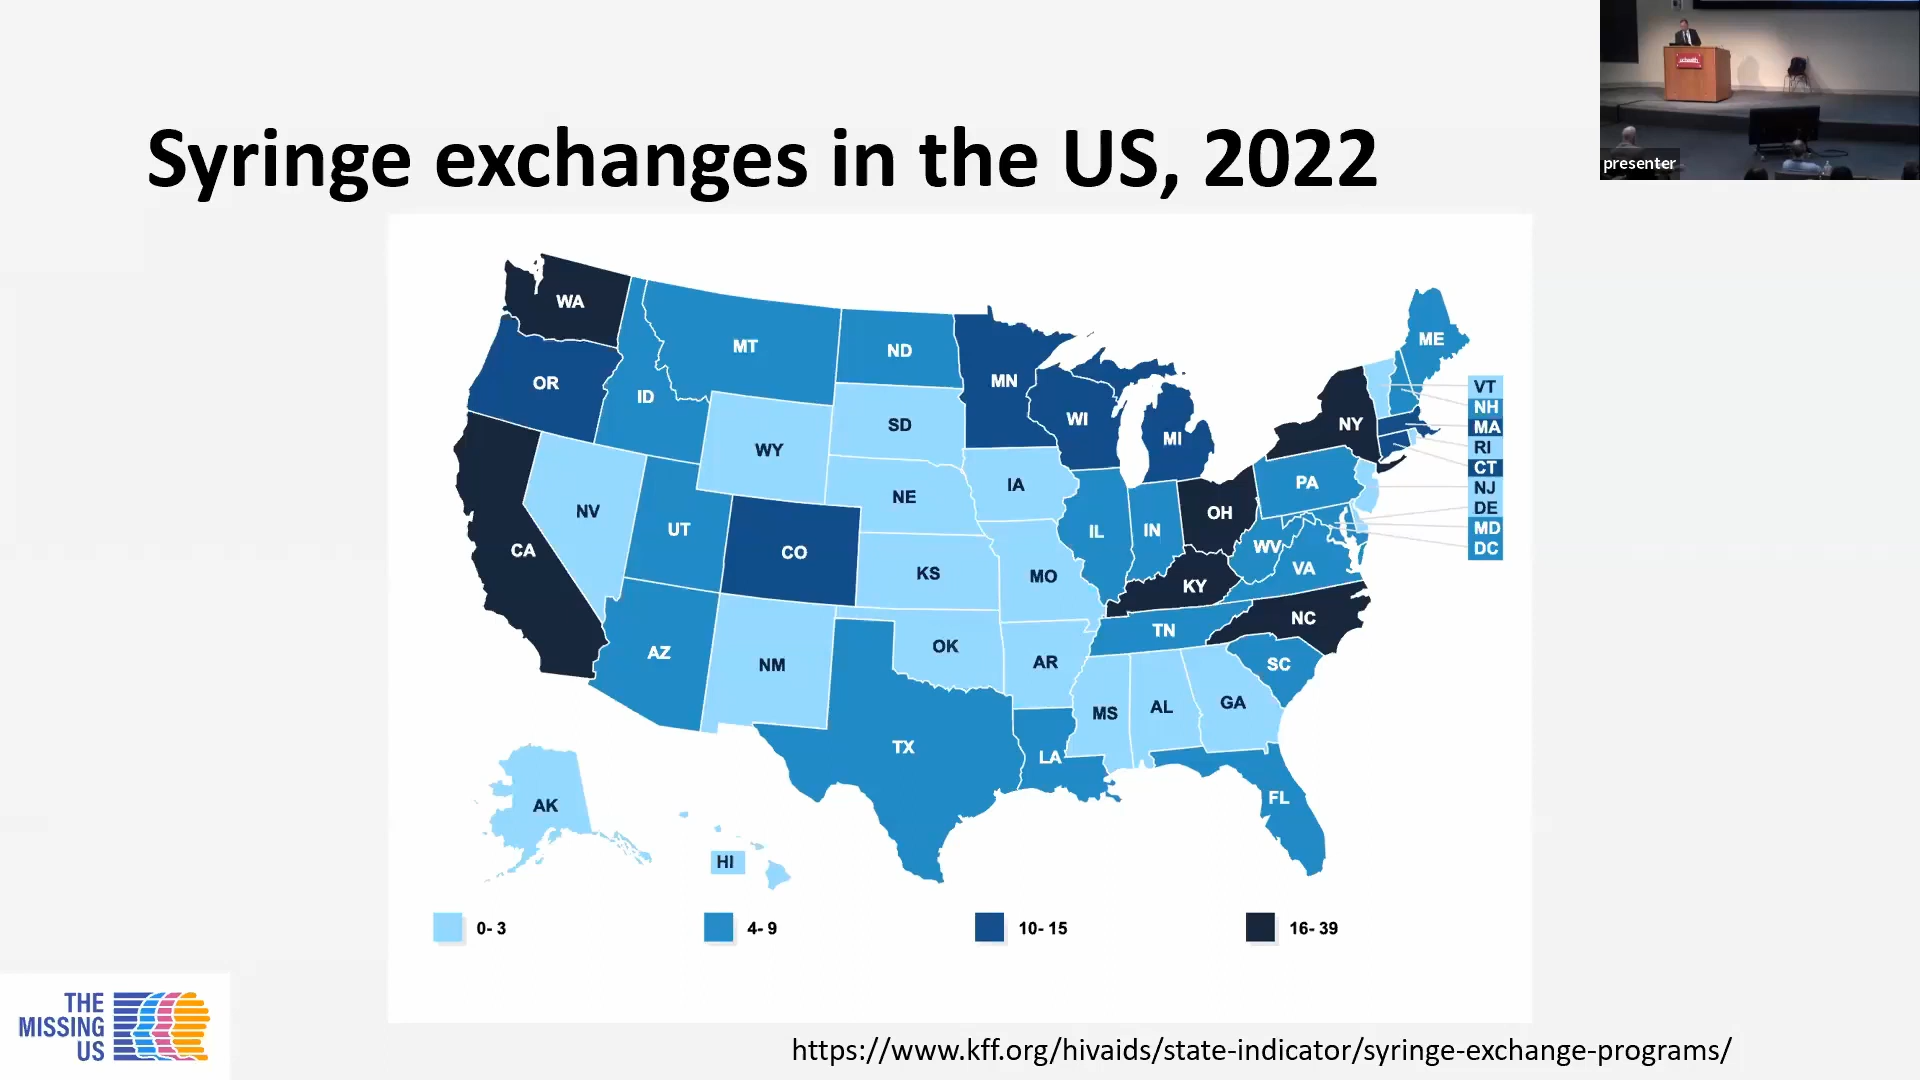 Syringe exchanges in the US, 2022
presenter
WA
OR
CA
ID
NV
MT
WY
UT
AZ
CO
NM
ND
SD
NE
KS
OK
TX
MN
IA
MO
AR
LA
WI
IL
MI
IN
OH
KY
TN
MS
AL
GA
FL
SC
NC
VA
WV
PA
NY
ME
VT
NH
MA
RI
CT
NJ
DE
MD
DC
AK
HI
0- 3
4- 9
10- 15
16- 39
THE
MISSING
US
https://www.kff.org/hivaids/state-indicator/syringe-exchange-programs/